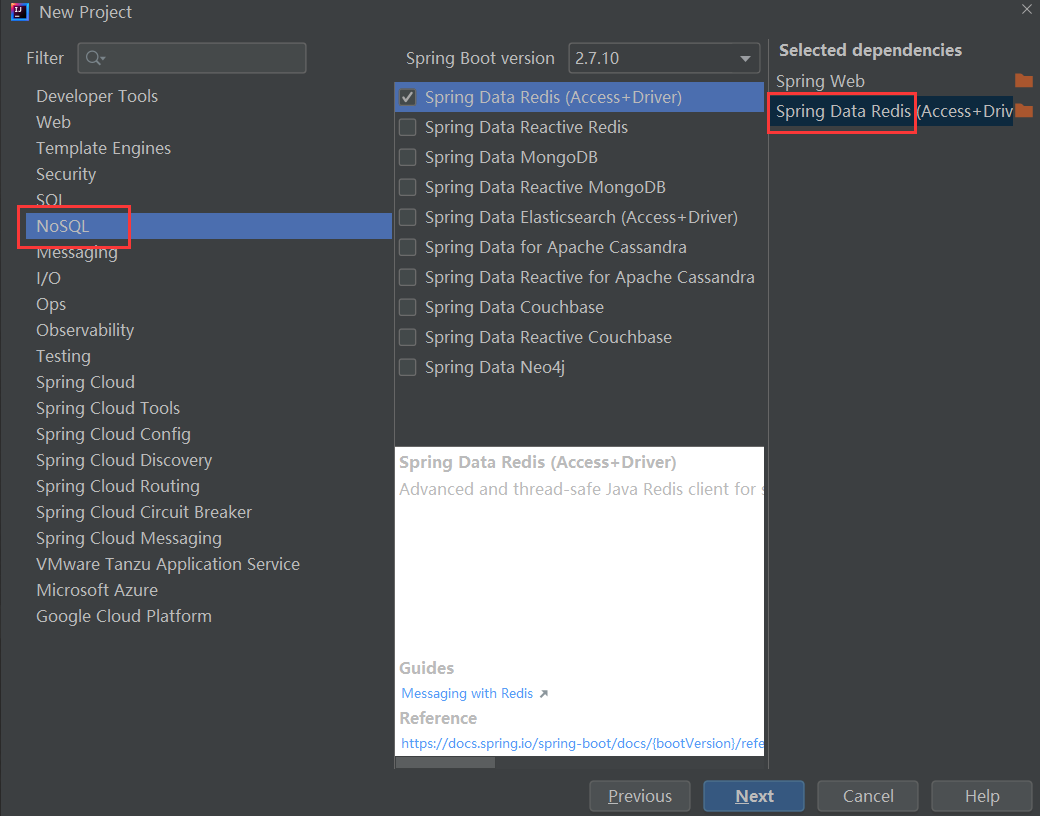 New Project
Filter
Developer Tools
Web
Template Engines
Security
SQL
NoSQL
Messaging
I/O
Ops
Observability
Testing
Spring Cloud
Spring Cloud Tools
Spring Cloud Config
Spring Cloud Discovery
Spring Cloud Routing
Spring Cloud Circuit Breaker
Spring Cloud Messaging
VMware Tanzu Application Service
Microsoft Azure
Google Cloud Platform
Spring Boot version 2.7.10
Spring Data Redis (Access+Driver)
Spring Data Reactive Redis
Spring Data MongoDB
Spring Data Reactive MongoDB
Spring Data Elasticsearch (Access+Driver)
Spring Data for Apache Cassandra
Spring Data Reactive for Apache Cassandra
Spring Data Couchbase
Spring Data Reactive Couchbase
Spring Data Neo4j
Spring Data Redis (Access+Driver)
Advanced and thread-safe Java Redis client for s
Guides
Messaging with Redis
Reference
https://docs.spring.io/spring-boot/docs/{bootVersion}/refe
Selected dependencies
Spring Web
Spring Data Redis (Access+Driv
Previous
Next
Cancel
Help